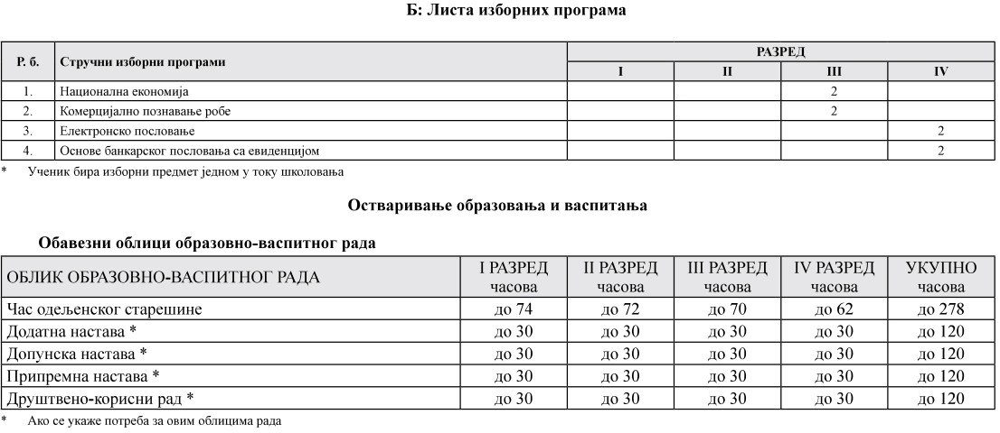 Б: Листа изборних програма
Р. б. Стручни изборни програми РАЗРЕД
I II III IV
1. Национална економија 2
2. Комерцијално познавање робе 2
3. Електронско пословање 2
4. Основе банкарског пословања са евиденцијом 2
* Ученик бира изборни предмет једном у току школовања
Остваривање образовања и васпитања
Обавезни облици образовно-васпитног рада
ОБЛИК ОБРАЗОВНО-ВАСПИТНОГ РАДА I РАЗРЕД часова II РАЗРЕД часова III РАЗРЕД часова IV РАЗРЕД часова УКУПНО часова
Час одељенског старешине до 74 до 72 до 70 до 62 до 278
Додатна настава * до 30 до 30 до 30 до 30 до 120
Допунска настава * до 30 до 30 до 30 до 30 до 120
Припремна настава * до 30 до 30 до 30 до 30 до 120
Друштвено-корисни рад * до 30 до 30 до 30 до 30 до 120
* Ако се укаже потреба за овим облицима рада